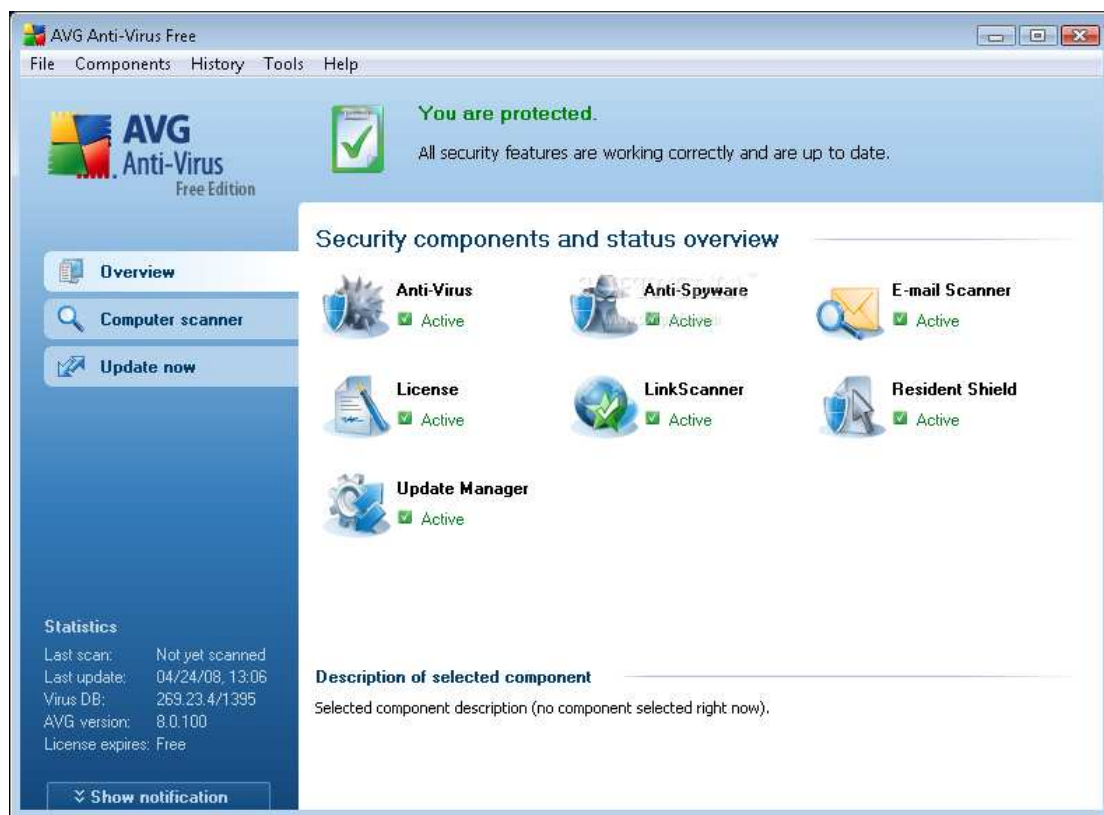 AVG Anti-Virus Free
File Components History Tools Help
AVG
Anti-Virus
Free Edition
You are protected.
All security features are working correctly and are up to date.
Overview
Computer scanner
Update now
Security components and status overview
Anti-Virus
Active
Anti-Spyware
Active
E-mail Scanner
Active
License
Active
LinkScanner
Active
Resident Shield
Active
Update Manager
Active
Statistics
Last scan: Not yet scanned
Last update: 04/24/08, 13:06
Virus DB: 269.23.4/1395
AVG version: 8.0.100
License expires: Free
Show notification
Description of selected component
Selected component description (no component selected right now).